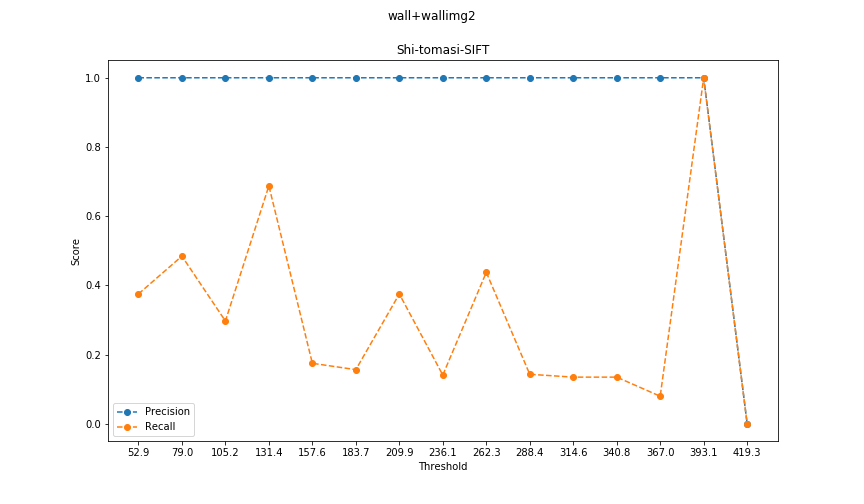 wall+wallimg2
Shi-tomasi-SIFT
1.0
0.8
0.6
0.4
0.2
0.0
Score
Precision
Recall
52.9 79.0 105.2 131.4 157.6 183.7 209.9 236.1 262.3 288.4 314.6 340.8 367.0 393.1 419.3
Threshold